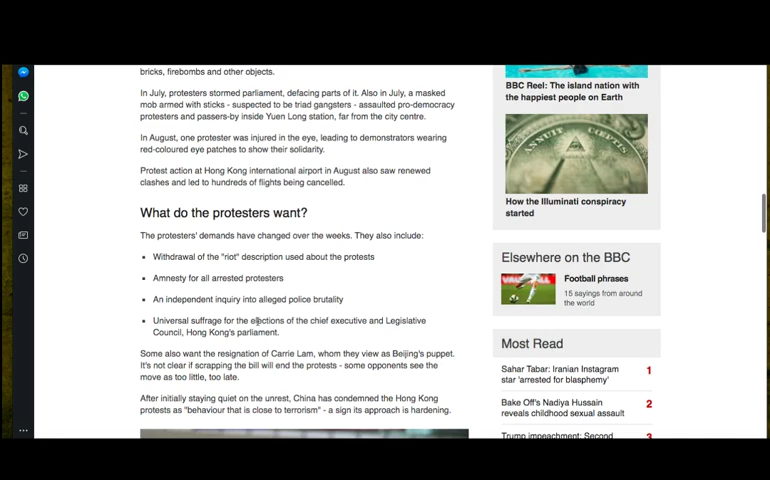 bricks, firebombs and other objects.
In July, protesters stormed parliament, defacing parts of it. Also in July, a masked
mob armed with sticks - suspected to be triad gangsters - assaulted pro-democracy
protesters and passers-by inside Yuen Long station, far from the city centre.
In August, one protester was injured in the eye, leading to demonstrators wearing
red-coloured eye patches to show their solidarity.
Protest action at Hong Kong international airport in August also saw renewed
clashes and led to hundreds of flights being cancelled.
What do the protesters want?
The protesters' demands have changed over the weeks. They also include:
Withdrawal of the "riot" description used about the protests
Amnesty for all arrested protesters
An independent inquiry into alleged police brutality
Universal suffrage for the elections of the chief executive and Legislative
Council, Hong Kong's parliament.
Some also want the resignation of Carrie Lam, whom they view as Beijing's puppet.
It's not clear if scrapping the bill will end the protests - some opponents see the
move as too little, too late.
After initially staying quiet on the unrest, China has condemned the Hong Kong
protests as "behaviour that is close to terrorism" - a sign its approach is hardening.
BBC Reel: The island nation with
the happiest people on Earth
ANNUIT CŒPTIS
How the Illuminati conspiracy
started
Elsewhere on the BBC
Football phrases
15 sayings from around
the world
Most Read
Sahar Tabar: Iranian Instagram
star 'arrested for blasphemy'
1
Bake Off's Nadiya Hussain
reveals childhood sexual assault
2
Trump impeachment: Second
3